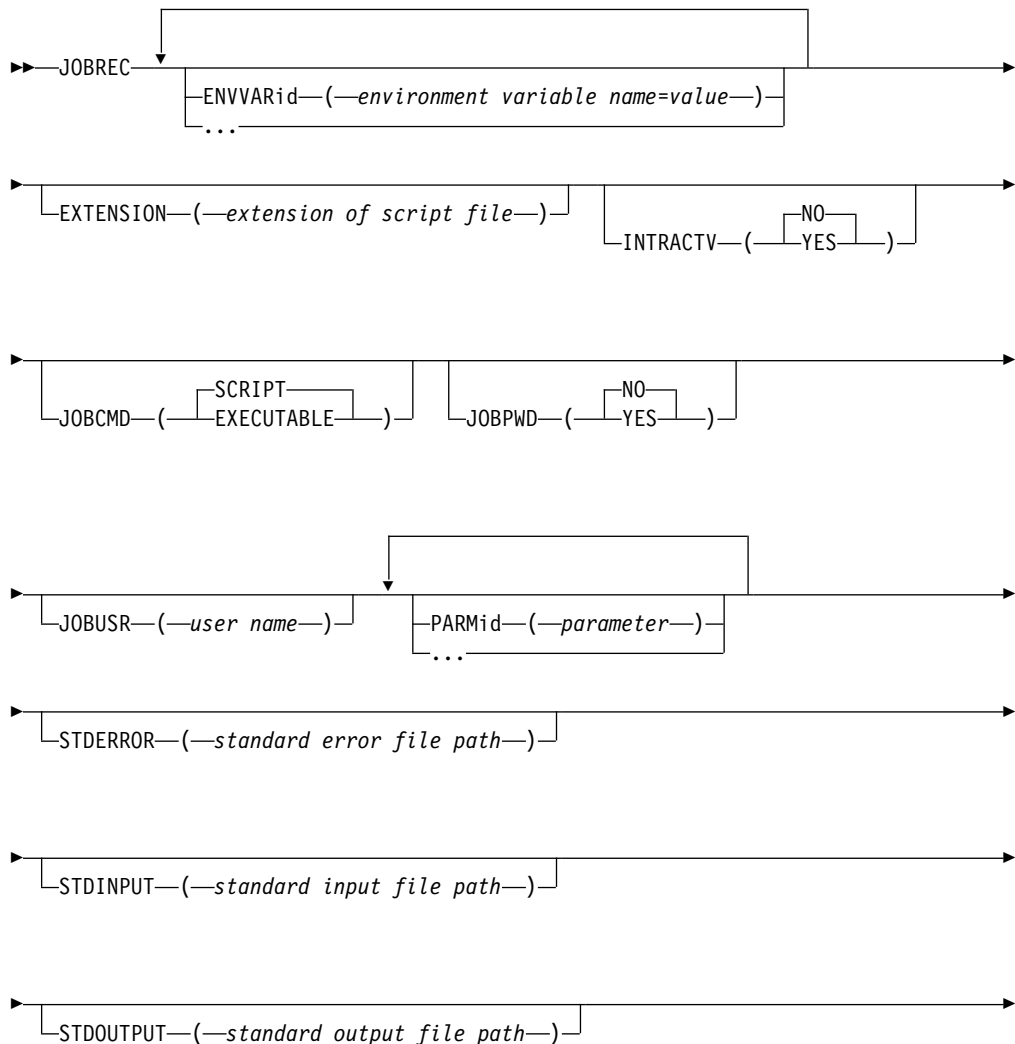 JOBREC
ENVVARid ( environment variable name=value )
...
EXTENSION ( extension of script file )
NO
INTRACTV ( YES )
SCRIPT
JOBCMD ( EXECUTABLE )
NO
JOBPWD ( YES )
JOBUSR ( user name )
PARMid ( parameter )
...
STDERROR ( standard error file path )
STDINPUT ( standard input file path )
STDOUTPUT ( standard output file path )